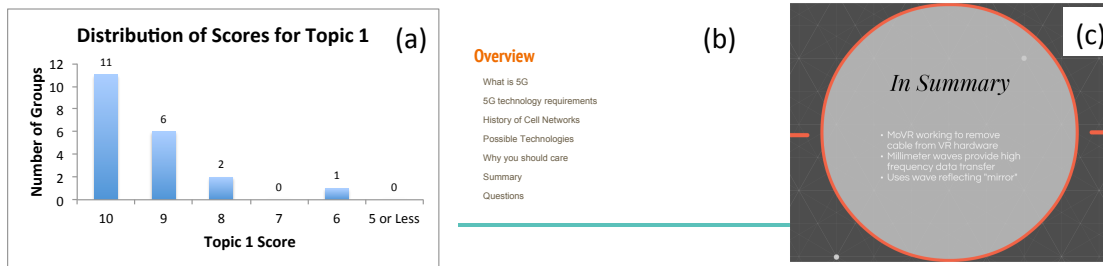 Distribution of Scores for Topic 1
(a)
Number of Groups
12
10
8
6
4
2
0
11
6
2
0
1
0
10 9 8 7 6 5 or Less
Topic 1 Score
(b)
Overview
What is 5G
5G technology requirements
History of Cell Networks
Possible Technologies
Why you should care
Summary
Questions
(c)
In Summary
• MoVR working to remove
cable from VR hardware
• Millimeter waves provide high
frequency data transfer
• Uses wave reflecting "mirror"